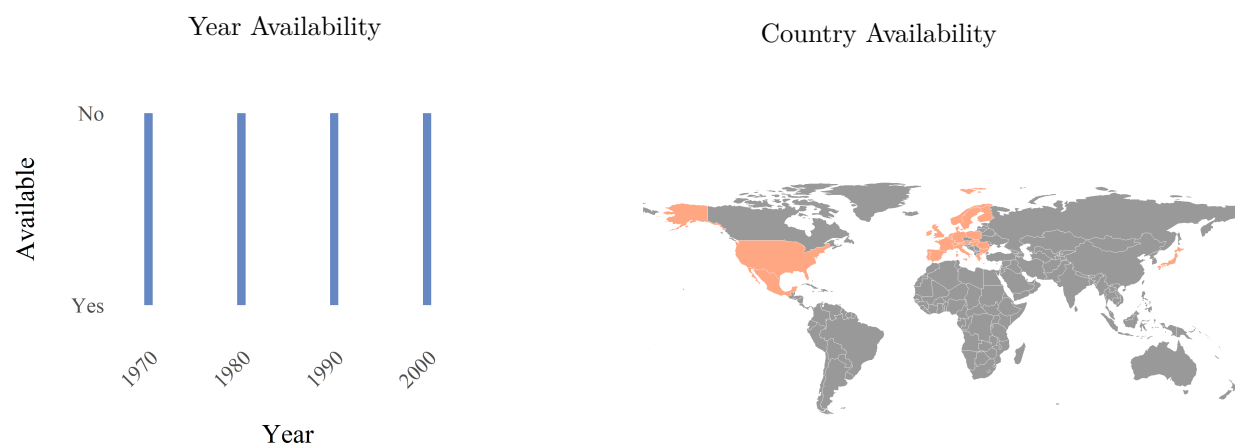 Year Availability
No
Yes
Available
1970
1980
1990
2000
Year
Country Availability